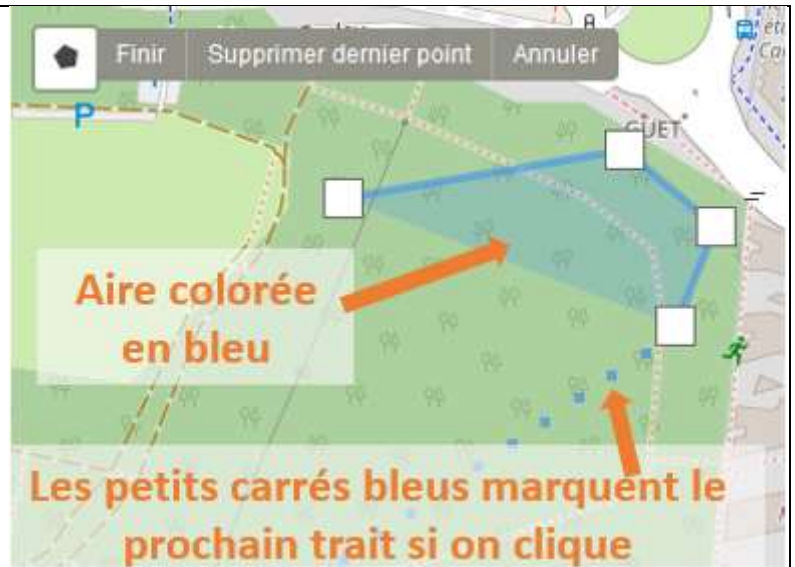 Finir Supprimer dernier point Annuler
P
GUET
Aire colorée
en bleu
Les petits carrés bleus marquent le
prochain trait si on clique